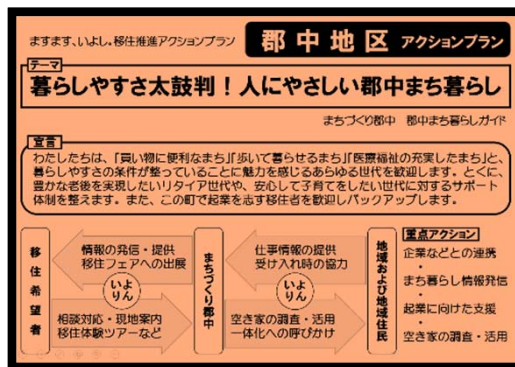 ますます、いよし。移住推進アクションプラン
郡中地区 アクションプラン
テーマ
暮らしやすさ太鼓判！人にやさしい郡中まち暮らし
まちづくり郡中 郡中まち暮らしガイド
宣言
わたしたちは、「買い物に便利なまち」「歩いて暮らせるまち」「医療福祉の充実したまち」と、
暮らしやすさの条件が整っていることに魅力を感じるあらゆる世代を歓迎します。とくに、
豊かな老後を実現したいリタイア世代や、安心して子育てをしたい世代に対するサポート
体制を整えます。また、この町で起業を志す移住者を歓迎しバックアップします。
移住希望者
情報の発信・提供
移住フェアへの出展
いよりん
相談対応・現地案内
移住体験ツアーなど
まちづくり郡中
仕事情報の提供
受け入れ時の協力
いよりん
空き家の調査・活用
一体化への呼びかけ
地域および地域住民
重点アクション
企業などとの連携
・
まち暮らし情報発信
・
起業に向けた支援
・
空き家の調査・活用